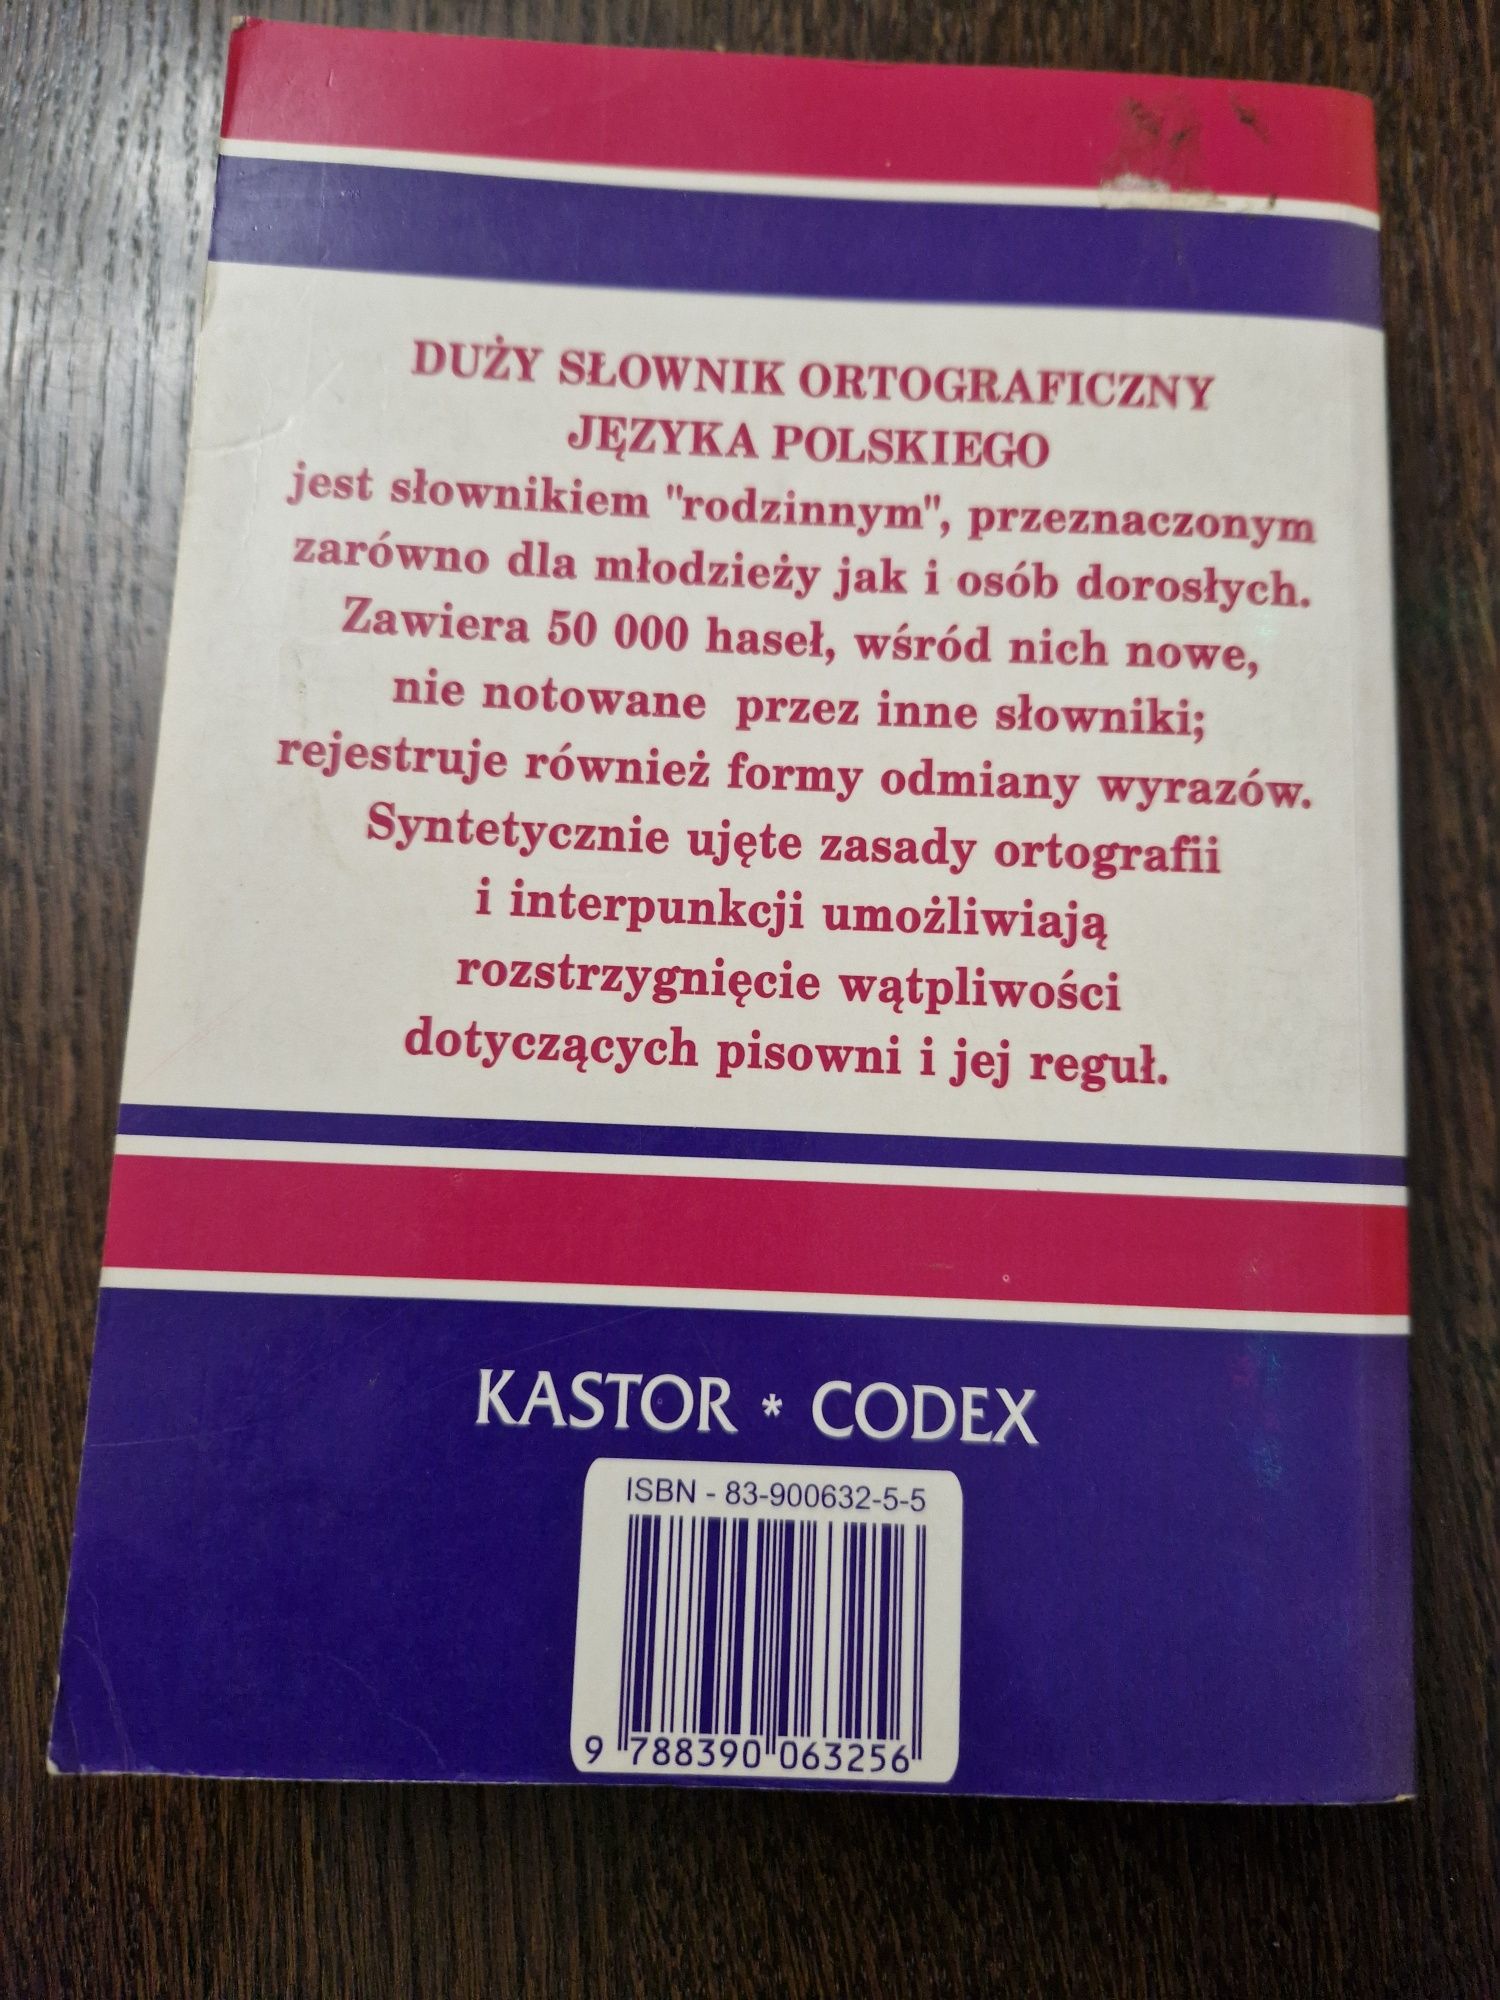 DUŻY SŁOWNIK ORTOGRAFICZNY
JĘZYKA POLSKIEGO
jest słownikiem "rodzinnym", przeznaczonym
zarówno dla młodzieży jak i osób dorosłych.
Zawiera 50 000 haseł, wśród nich nowe,
nie notowane przez inne słowniki;
rejestruje również formy odmiany wyrazów.
Syntetycznie ujęte zasady ortografii
i interpunkcji umożliwiają
rozstrzygnięcie wątpliwości
dotyczących pisowni i jej reguł.
KASTOR * CODEX
ISBN - 83-900632-5-5
9 788390 063256